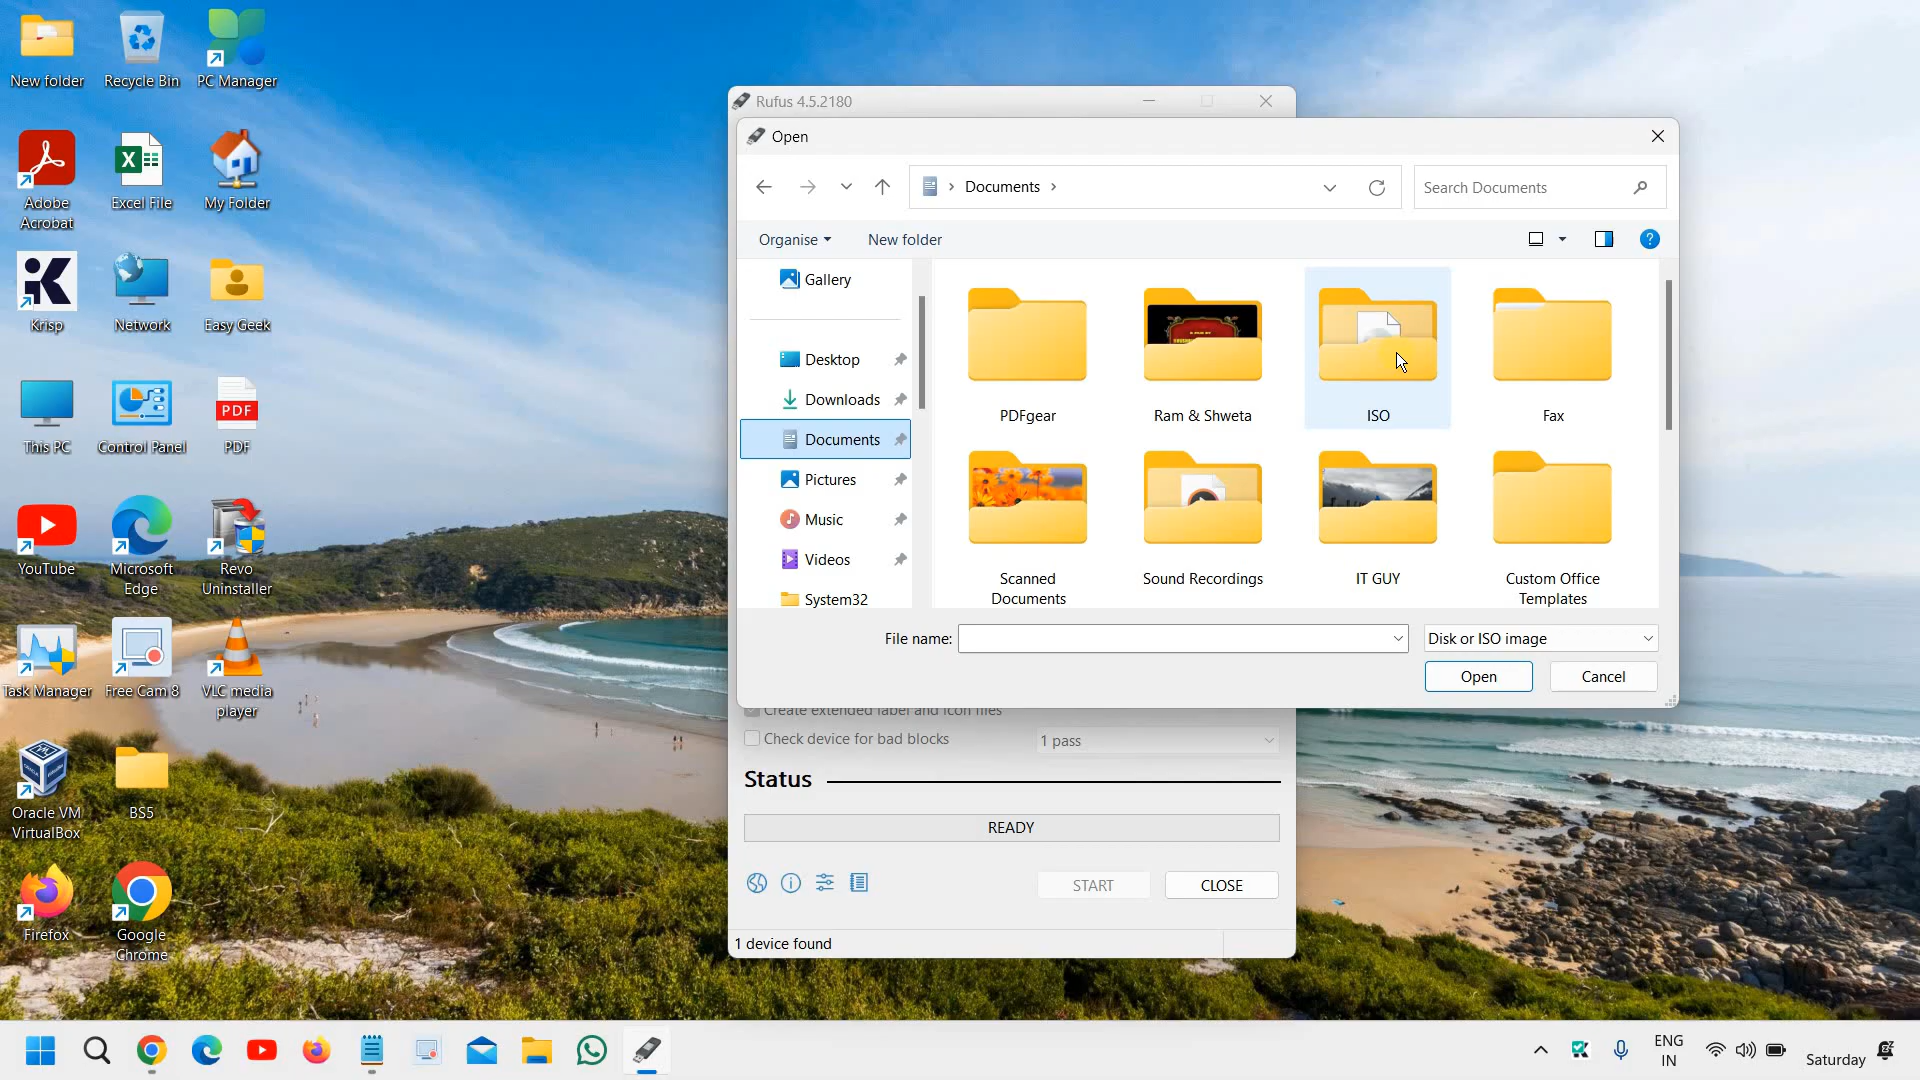 New folder
Recycle Bin
PC Manager
Adobe
Acrobat
Excel File
My Folder
Krisp
Network
Easy Geek
This PC
Control Panel
PDF
PDF
YouTube
Microsoft
Edge
Revo
Uninstaller
Task Manager
Free Cam 8
VLC media
player
Oracle VM
VirtualBox
BS5
Firefox
Google
Chrome
Rufus 4.5.2180
Open
Documents
Search Documents
Organise
New folder
Gallery
Desktop
Downloads
Documents
Pictures
Music
Videos
System32
PDFgear
Ram & Shweta
ISO
Fax
Scanned
Documents
Sound Recordings
IT GUY
Custom Office
Templates
File name:
Disk or ISO image
Open
Cancel
Create extended label and icon files
Check device for bad blocks
1 pass
Status
READY
START
CLOSE
1 device found
ENG
IN
Saturday